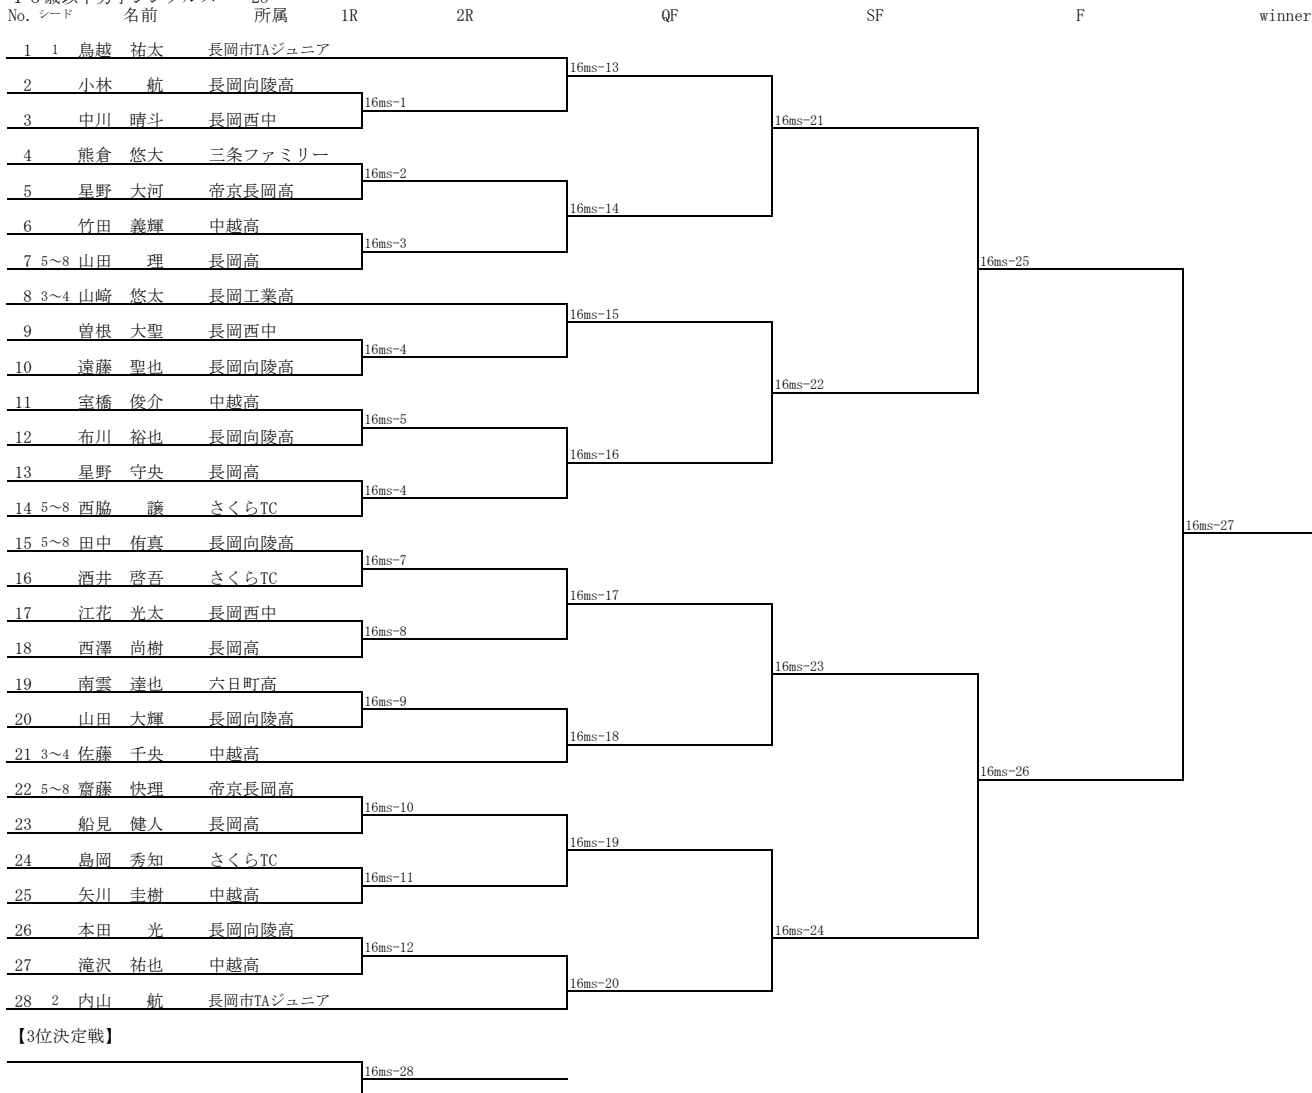 No. シード 名前 所属 1R 2R QF SF F winner
1 1 鳥越 祐太 長岡市TAジュニア
16ms-13
2 小林 航 長岡向陵高
16ms-1
3 中川 晴斗 長岡西中
16ms-21
4 熊倉 悠大 三条ファミリー
16ms-2
5 星野 大河 帝京長岡高
16ms-14
6 竹田 義輝 中越高
16ms-3
7 5～8 山田 理 長岡高
16ms-25
8 3～4 山﨑 悠太 長岡工業高
16ms-15
9 曽根 大聖 長岡西中
16ms-4
10 遠藤 聖也 長岡向陵高
16ms-22
11 室橋 俊介 中越高
16ms-5
12 布川 裕也 長岡向陵高
16ms-16
13 星野 守央 長岡高
16ms-4
14 5～8 西脇 譲 さくらTC
16ms-27
15 5～8 田中 侑真 長岡向陵高
16ms-7
16 酒井 啓吾 さくらTC
16ms-17
17 江花 光太 長岡西中
16ms-8
18 西澤 尚樹 長岡高
16ms-23
19 南雲 達也 六日町高
16ms-9
20 山田 大輝 長岡向陵高
16ms-18
21 3～4 佐藤 千央 中越高
16ms-26
22 5～8 齋藤 快理 帝京長岡高
16ms-10
23 船見 健人 長岡高
16ms-19
24 島岡 秀知 さくらTC
16ms-11
25 矢川 圭樹 中越高
26 本田 光 長岡向陵高
16ms-24
16ms-12
27 滝沢 祐也 中越高
16ms-20
28 2 内山 航 長岡市TAジュニア
【3位決定戦】
16ms-28